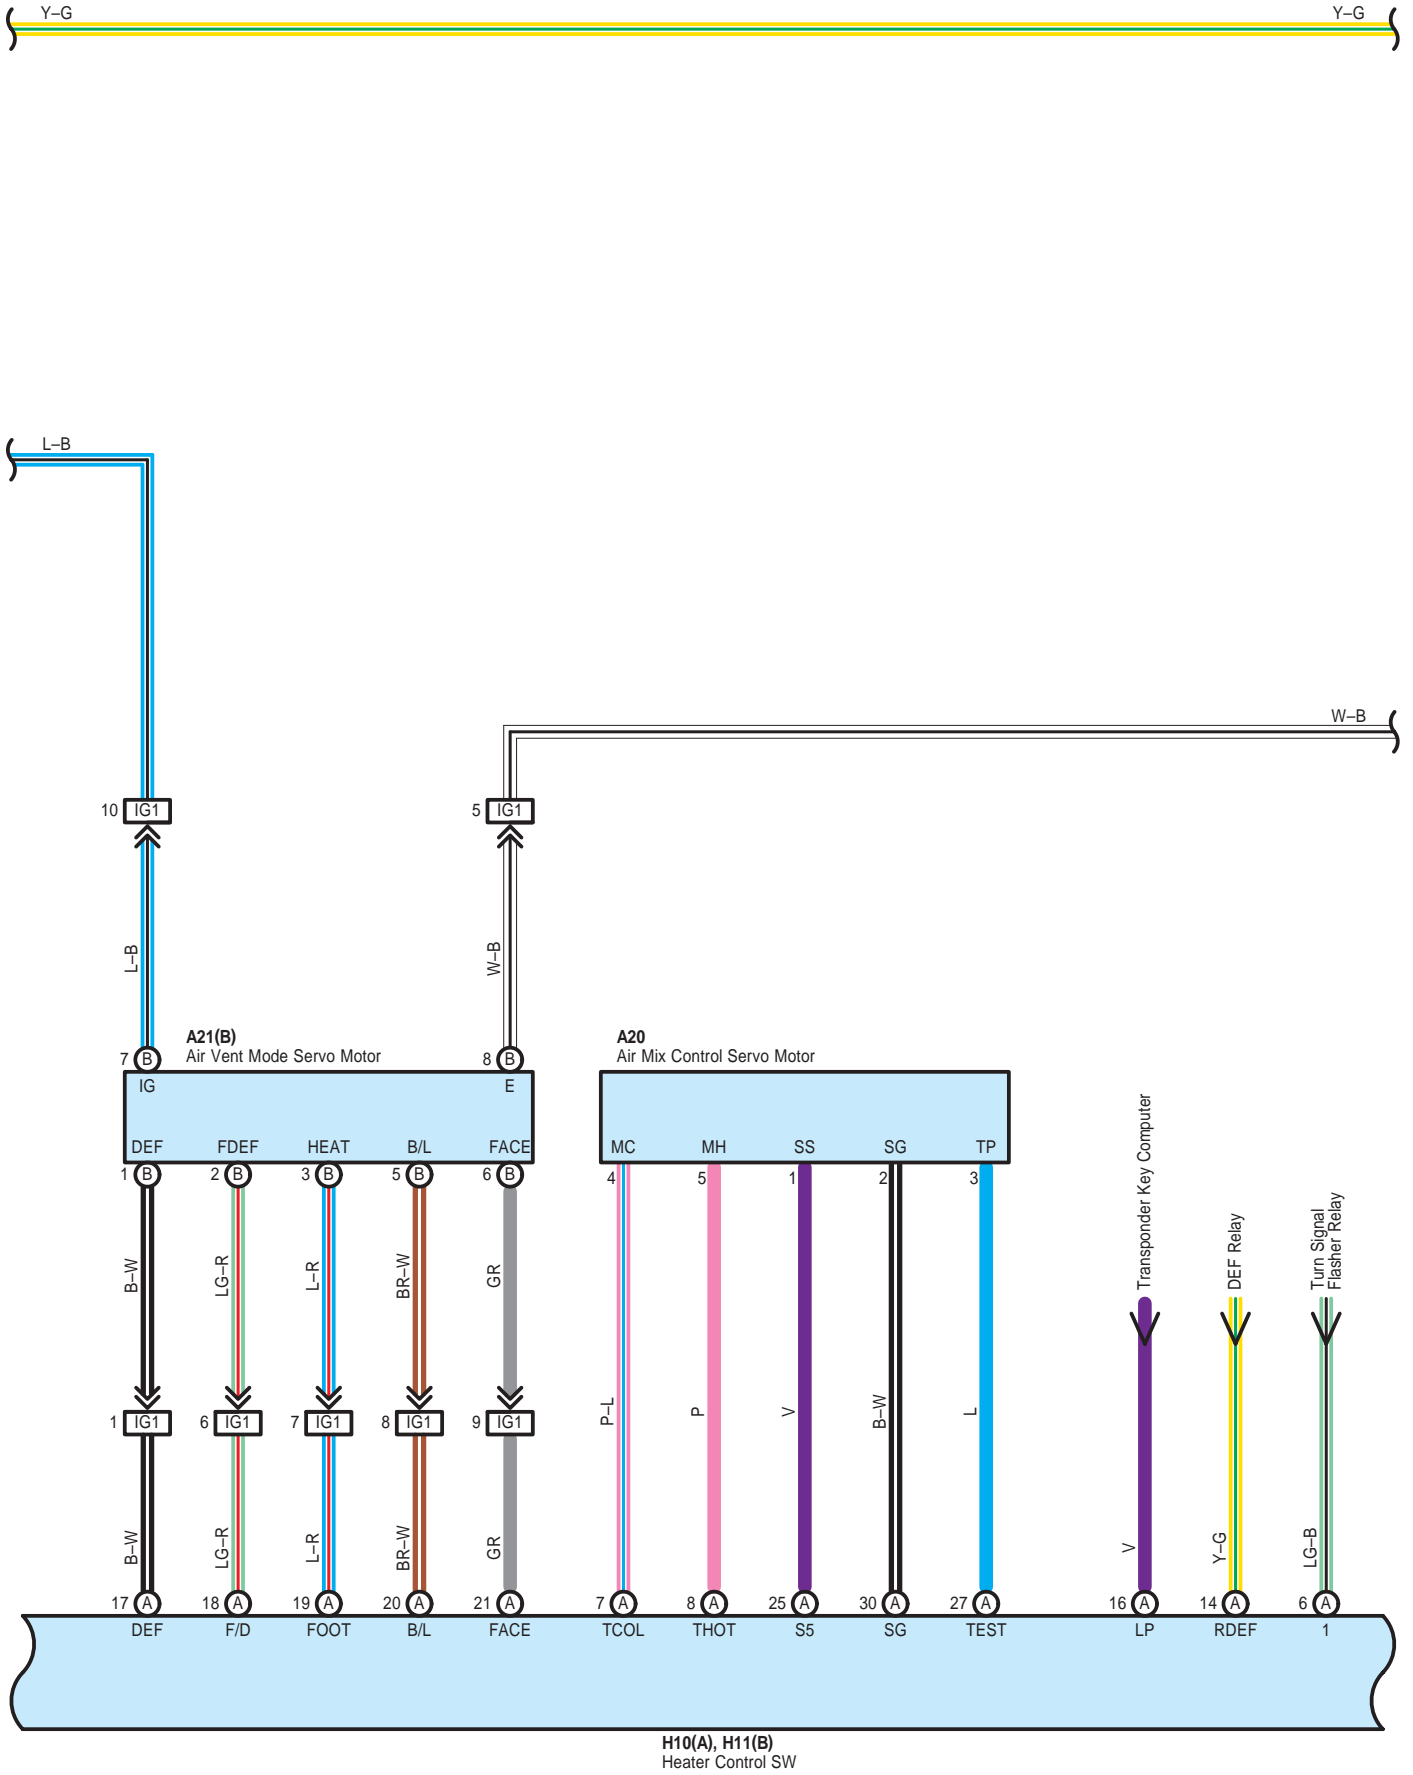 Y–G Y–G
L–B
W–B
10 IG1 5 IG1
L–B W–B
A21(B) A20
7 B Air Vent Mode Servo Motor 8 B Air Mix Control Servo Motor
IG E
DEF FDEF HEAT B/L FACE MC MH SS SG TP
1 B 2 B 3 B 5 B 6 B 4 5 1 2 3
Transponder Key Computer
DEF Relay
Turn Signal
Flasher Relay
B–W LG–R L–R BR–W GR
P–L P V B–W L
1 IG1 6 IG1 7 IG1 8 IG1 9 IG1
B–W LG–R L–R BR–W GR V Y–G LG–B
17 A 18 A 19 A 20 A 21 A 7 A 8 A 25 A 30 A 27 A 16 A 14 A 6 A
DEF F/D FOOT B/L FACE TCOL THOT S5 SG TEST LP RDEF 1
H10(A), H11(B)
Heater Control SW